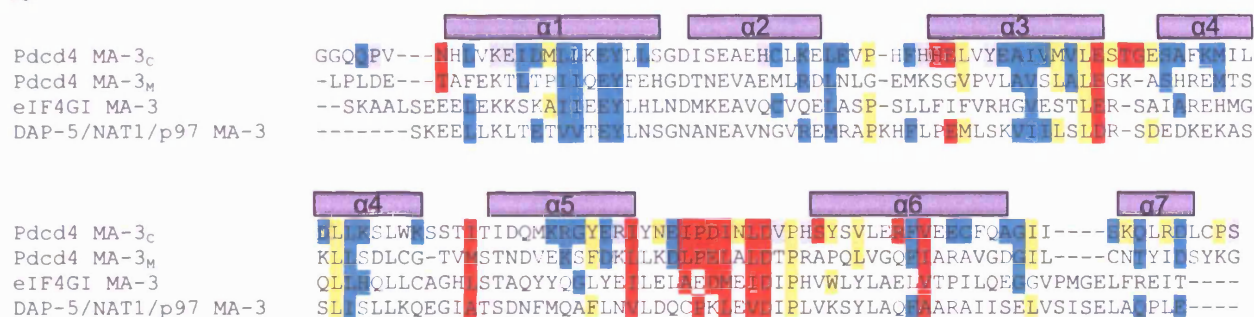 α1 α2 α3 α4
Pdcd4 MA-3C GGQQPV---NHLVKEIDMLLKEYLLSGDISEAEHCLKELEVP-HFHHELVYEAIVMVLESTGESAFKMIL
Pdcd4 MA-3M -LPLDE---TAFEKTLTPIIQEYFEHGDTNEVAEMLRDLNLG-EMKSGVPVLAVSLALEGK-ASHREMTS
eIF4GI MA-3 --SKAALSEEELEKKSKAIIEEYLHLNDMKEAVQCVQELASP-SLLFIFVRHGVESTLER-SAIAREHMG
DAP-5/NAT1/p97 MA-3 -------SKEELLKLTETVVTEYLNSGNANEAVNGVREMRAPKHFLPEMLSKVIILSLDR-SDEDKEKAS
α4 α5 α6 α7
Pdcd4 MA-3C DLLKSLWKSSTITIDQMKRGYERIYNEIPDINLDVPHSYSVLERFVEECFQAGII----SKQLRDLCPS
Pdcd4 MA-3M KLLSDLCG-TVMSTNDVEKSFDKLLKDLPELALDTPRAPQLVGQFIARAVGDGIL----CNTYIDSYKG
eIF4GI MA-3 QLLHQLLCAGHLSTAQYYQGLYEILELAEDMEIDIPHVWLYLAELVTPILQEGGVPMGELFREIT----
DAP-5/NAT1/p97 MA-3 SLISLLKQEGIATSDNFMQAFLNVLDQCPKLEVDIPLVKSYLAQFAARAIISELVSISELAQPLE----